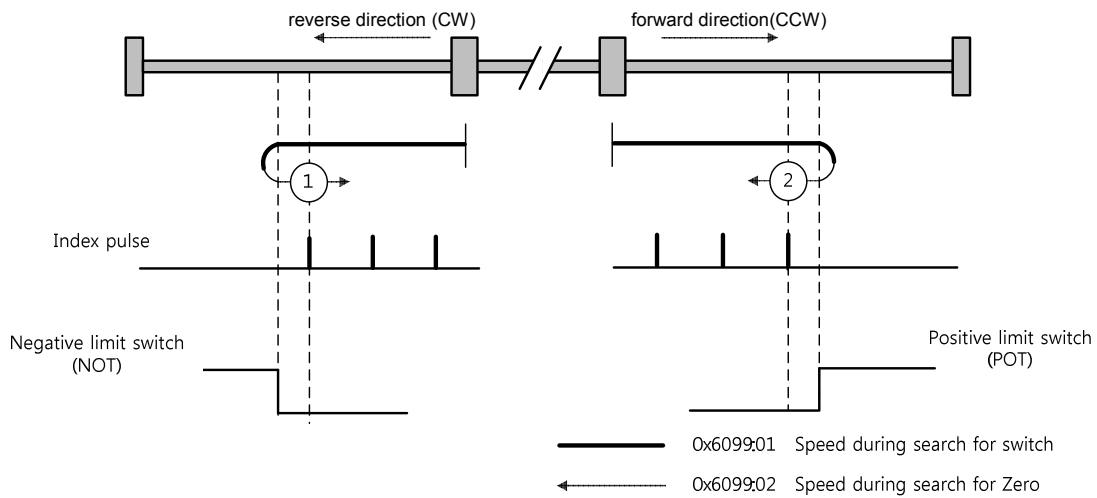 reverse direction (CW)
forward direction(CCW)
1
2
Index pulse
Negative limit switch
(NOT)
Positive limit switch
(POT)
0x6099:01 Speed during search for switch
0x6099:02 Speed during search for Zero